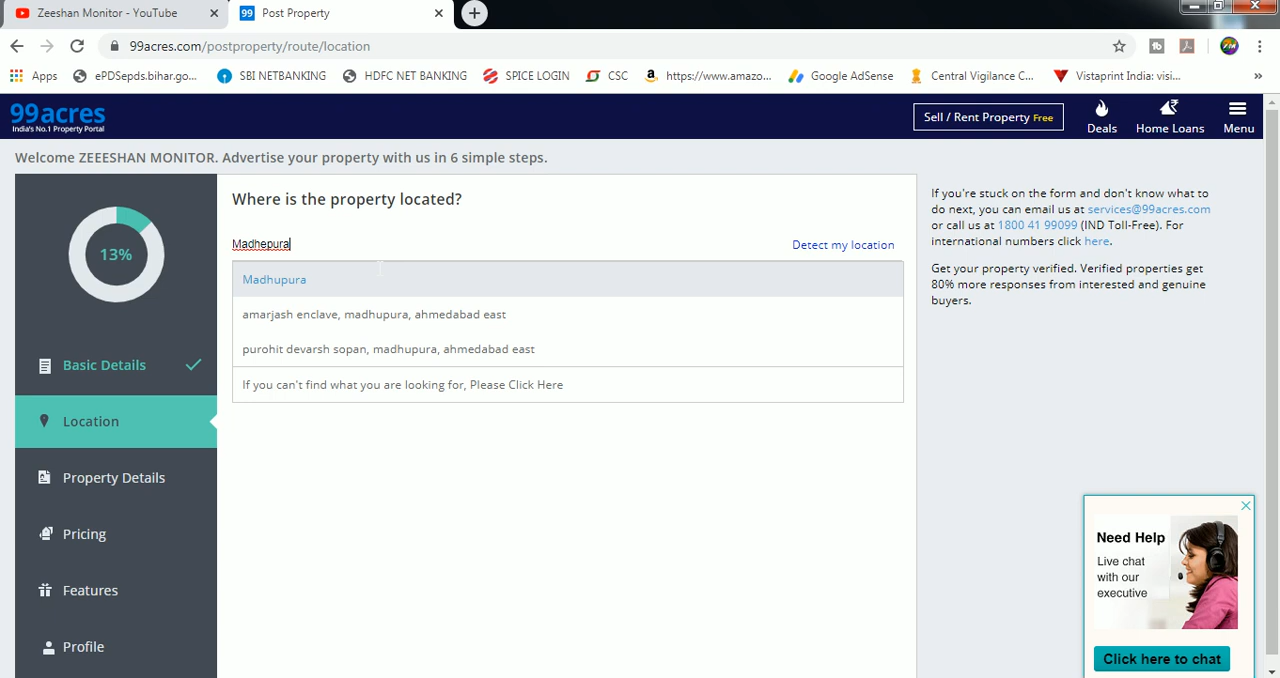 Zeeshan Monitor - YouTube
99 Post Property
99acres.com/postproperty/route/location
Apps ePDSepds.bihar.go... SBI NETBANKING HDFC NET BANKING SPICE LOGIN CSC https://www.amazo... Google AdSense Central Vigilance C... Vistaprint India: visi... »
99acres
India's No.1 Property Portal
Sell / Rent Property Free
Deals
Home Loans
Menu
Welcome ZEEESHAN MONITOR. Advertise your property with us in 6 simple steps.
13%
Basic Details
Location
Property Details
Pricing
Features
Profile
Where is the property located?
Madhepura
Detect my location
Madhupura
amarjash enclave, madhupura, ahmedabad east
purohit devarsh sopan, madhupura, ahmedabad east
If you can't find what you are looking for, Please Click Here
If you're stuck on the form and don't know what to
do next, you can email us at services@99acres.com
or call us at 1800 41 99099 (IND Toll-Free). For
international numbers click here.
Get your property verified. Verified properties get
80% more responses from interested and genuine
buyers.
Need Help
Live chat
with our
executive
Click here to chat